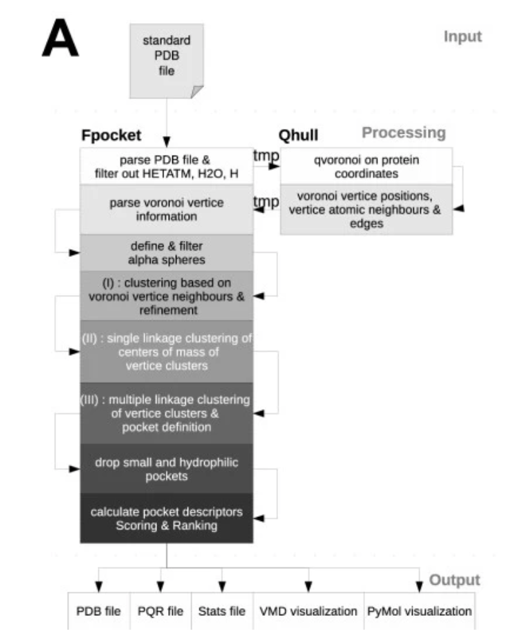 A
standard
PDB
file
Input
Fpocket
Qhull
Processing
parse PDB file &
filter out HETATM, H2O, H
tmp
qvoronoi on protein
coordinates
parse voronoi vertice
information
tmp
voronoi vertice positions,
vertice atomic neighbours &
edges
define & filter
alpha spheres
(I) : clustering based on
voronoi vertice neighbours &
refinement
(II) : single linkage clustering of
centers of mass of
vertice clusters
(III) : multiple linkage clustering
of vertice clusters &
pocket definition
drop small and hydrophilic
pockets
calculate pocket descriptors
Scoring & Ranking
Output
PDB file
PQR file
Stats file
VMD visualization
PyMol visualization